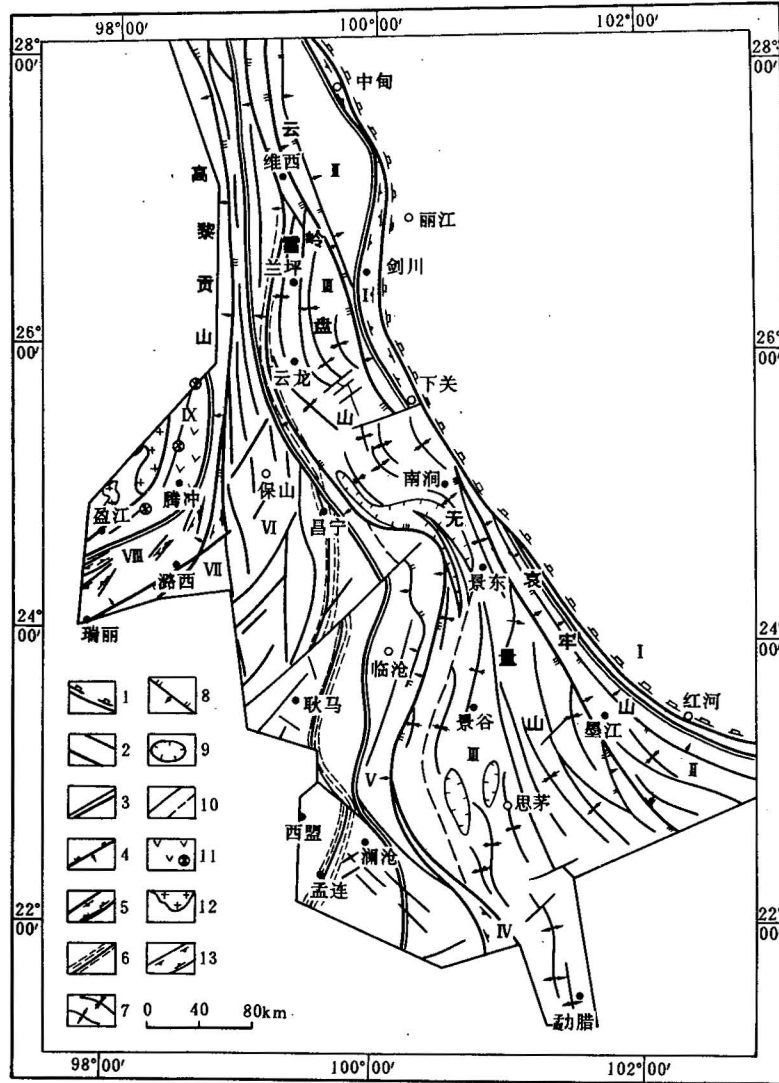 98°00′
100°00′
102°00′
28°
00′
28°
00′
中甸
云
维西
Ⅱ
高
黎
贡
山
丽江
雪
岭
兰坪
剑川
Ⅲ
盘
Ⅰ
26°
00′
26°
00′
云龙
下关
山
Ⅸ
南涧
腾冲
保山
无
盈江
昌宁
Ⅵ
Ⅷ
潞西
Ⅶ
景东
哀
24°
00′
24°
00′
瑞丽
牢
Ⅰ
临沧
量
F
山
红河
耿马
景谷
山
墨江
Ⅲ
Ⅱ
Ⅴ
思茅
西盟
澜沧
孟连
22°
00′
22°
00′
Ⅳ
勐腊
1
8
2
9
3
10
4
11
5
12
6
13
7
0 40 80km
98°00′
100°00′
102°00′